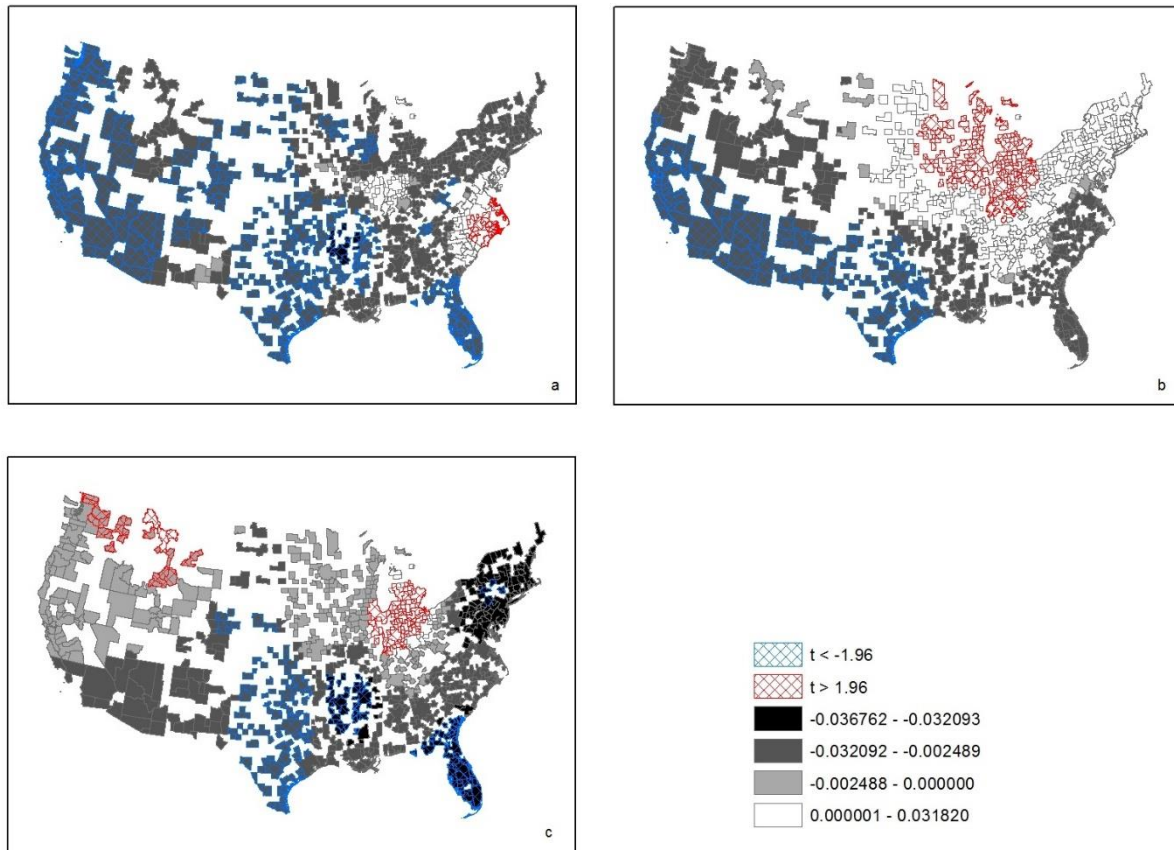 a
b
c
t < -1.96
t > 1.96
-0.036762 - -0.032093
-0.032092 - -0.002489
-0.002488 - 0.000000
0.000001 - 0.031820